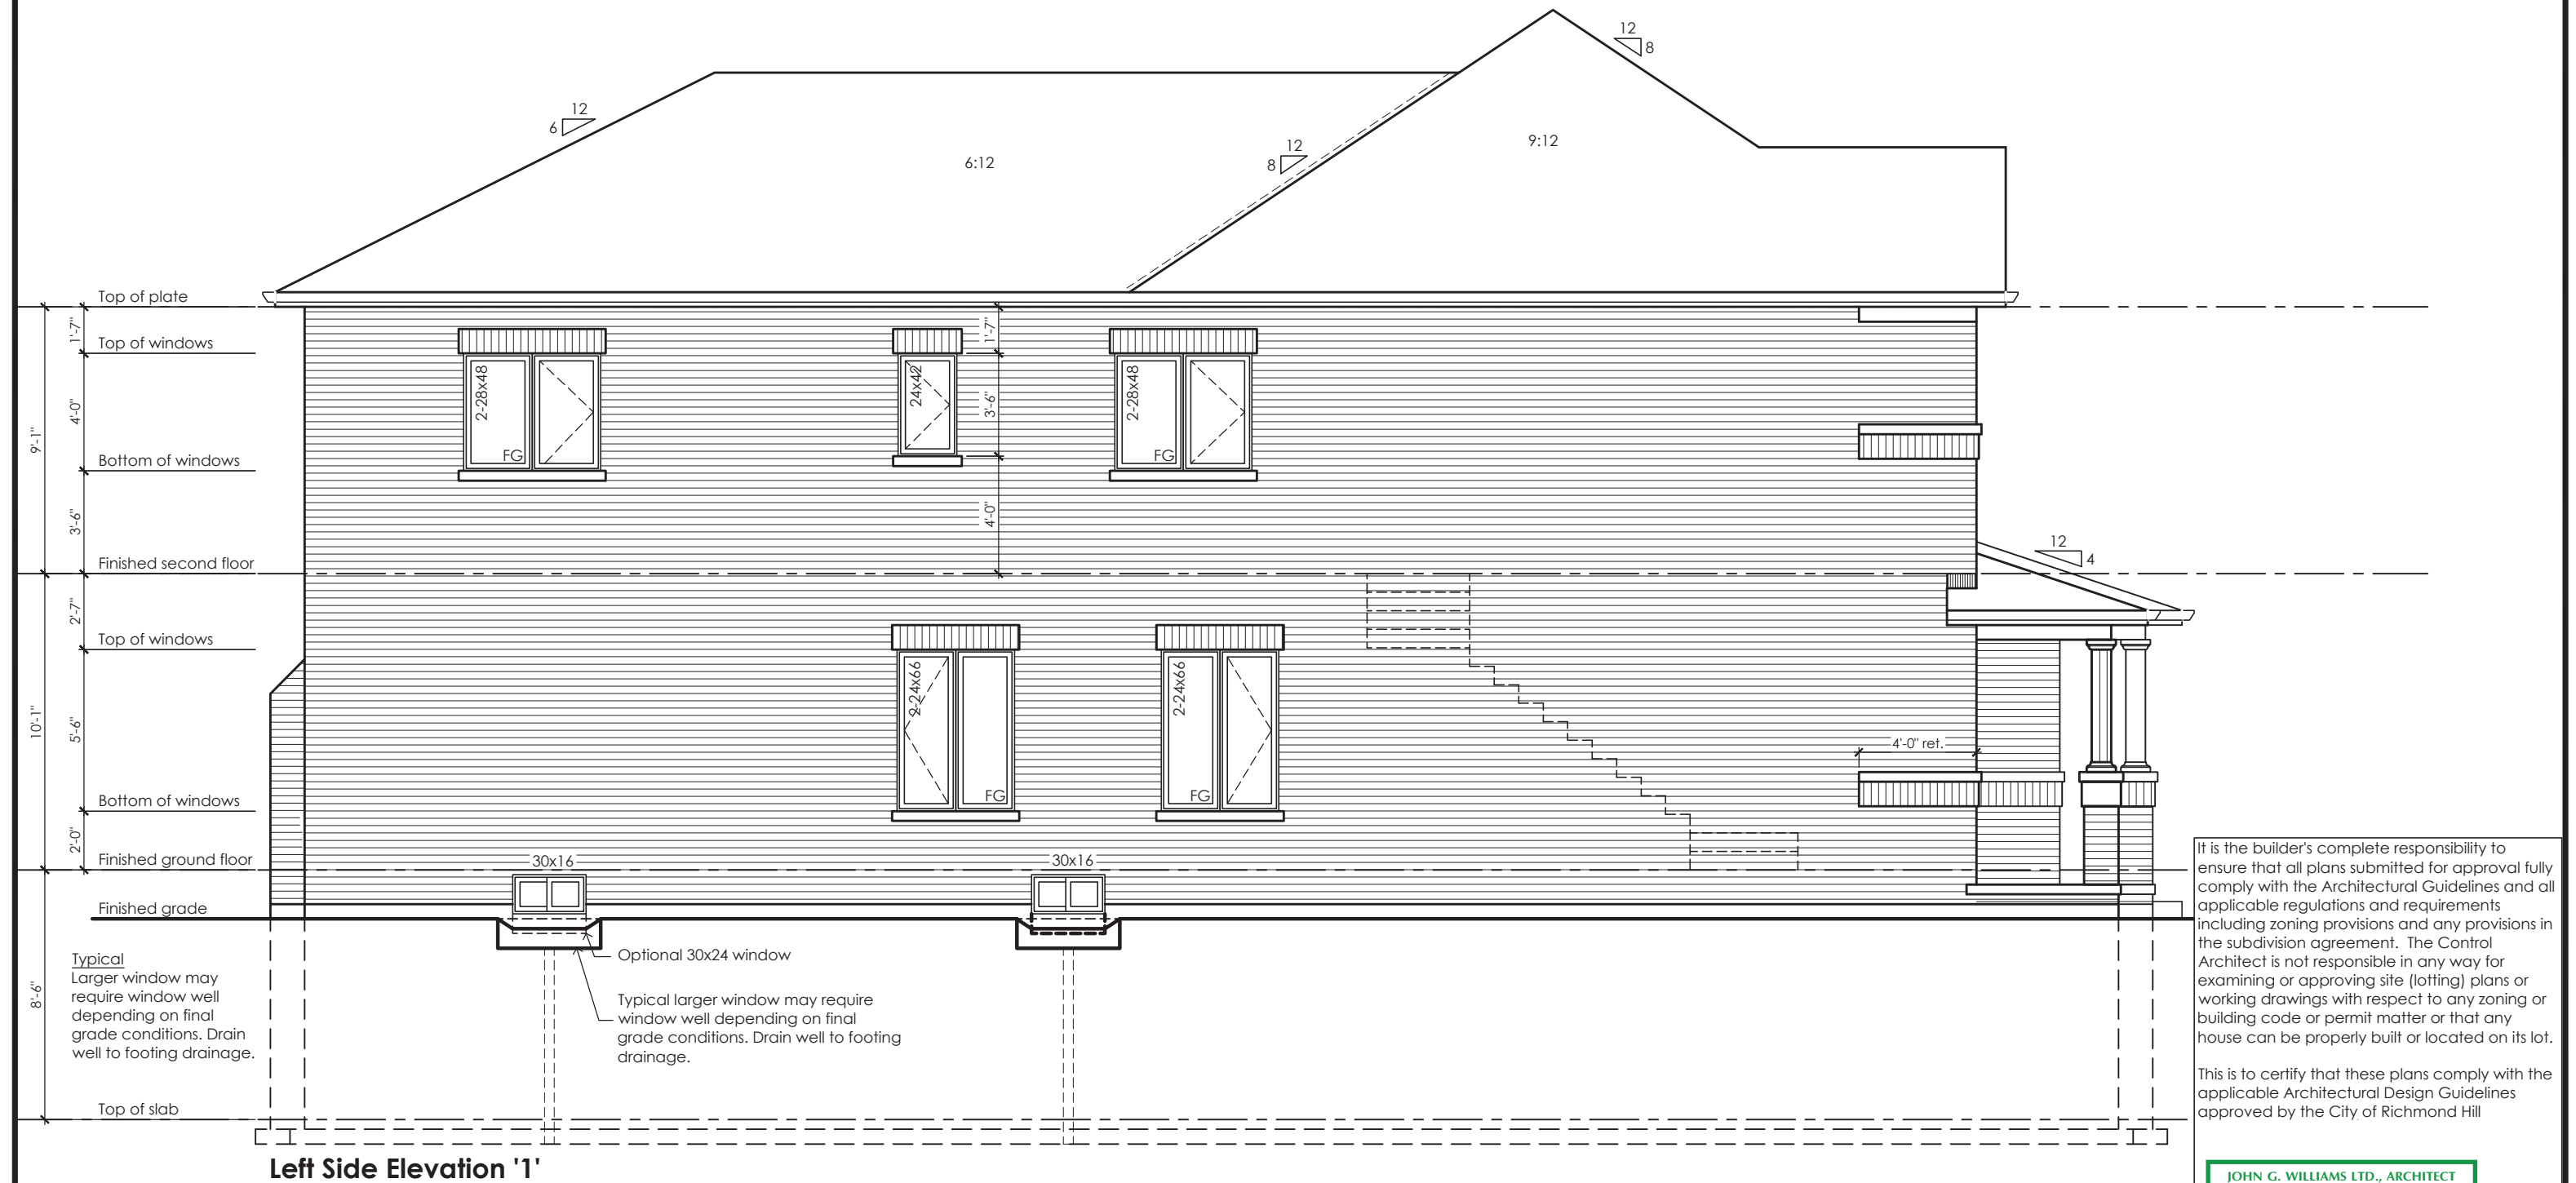 12
8
12
6
12
8
6:12
9:12
Top of plate
1'-7"
Top of windows
4'-0"
9'-1"
Bottom of windows
3'-6"
Finished second floor
2'-7"
Top of windows
5'-6"
10'-1"
Bottom of windows
2'-0"
Finished ground floor
Finished grade
8'-6"
Top of slab
2-28x48
FG
24x42
1'-7"
3'-6"
4'-0"
2-28x48
FG
12
4
2-24x66
FG
2-24x66
FG
4'-0" ret.
30x16
30x16
Typical
Larger window may
require window well
depending on final
grade conditions. Drain
well to footing drainage.
Optional 30x24 window
Typical larger window may require
window well depending on final
grade conditions. Drain well to footing
drainage.
It is the builder's complete responsibility to
ensure that all plans submitted for approval fully
comply with the Architectural Guidelines and all
applicable regulations and requirements
including zoning provisions and any provisions in
the subdivision agreement. The Control
Architect is not responsible in any way for
examining or approving site (lotting) plans or
working drawings with respect to any zoning or
building code or permit matter or that any
house can be properly built or located on its lot.
This is to certify that these plans comply with the
applicable Architectural Design Guidelines
approved by the City of Richmond Hill
Left Side Elevation '1'
JOHN G. WILLIAMS LTD., ARCHITECT